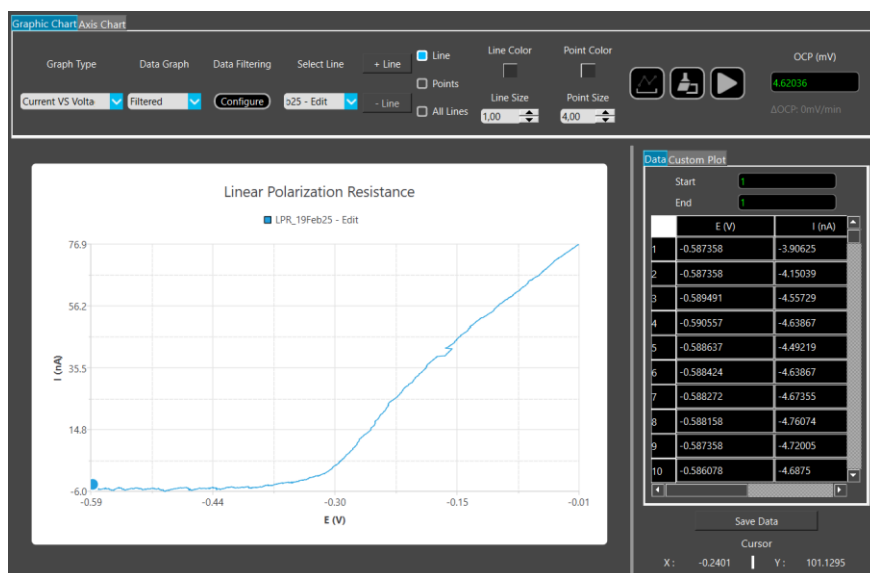 Graphic Chart Axis Chart
Graph Type
Data Graph
Data Filtering
Select Line
+ Line
Line
Line Color
Point Color
OCP (mV)
Points
4.62036
Current VS Volta
Filtered
Configure
25 - Edit
- Line
All Lines
Line Size
Point Size
1,00
4,00
ΔOCP: 0mV/min
Linear Polarization Resistance
LPR_19Feb25 - Edit
76.9
56.2
35.5
14.8
-6.0
I (nA)
-0.59 -0.44 -0.30 -0.15 -0.01
E (V)
Data Custom Plot
Start 1
End 1
E (V) I (nA)
1 -0.587358 -3.90625
2 -0.587358 -4.15039
3 -0.589491 -4.55729
4 -0.590557 -4.63867
5 -0.588637 -4.49219
6 -0.588424 -4.63867
7 -0.588272 -4.67355
8 -0.588158 -4.76074
9 -0.587358 -4.72005
10 -0.586078 -4.6875
Save Data
Cursor
X : -0.2401 Y : 101.1295